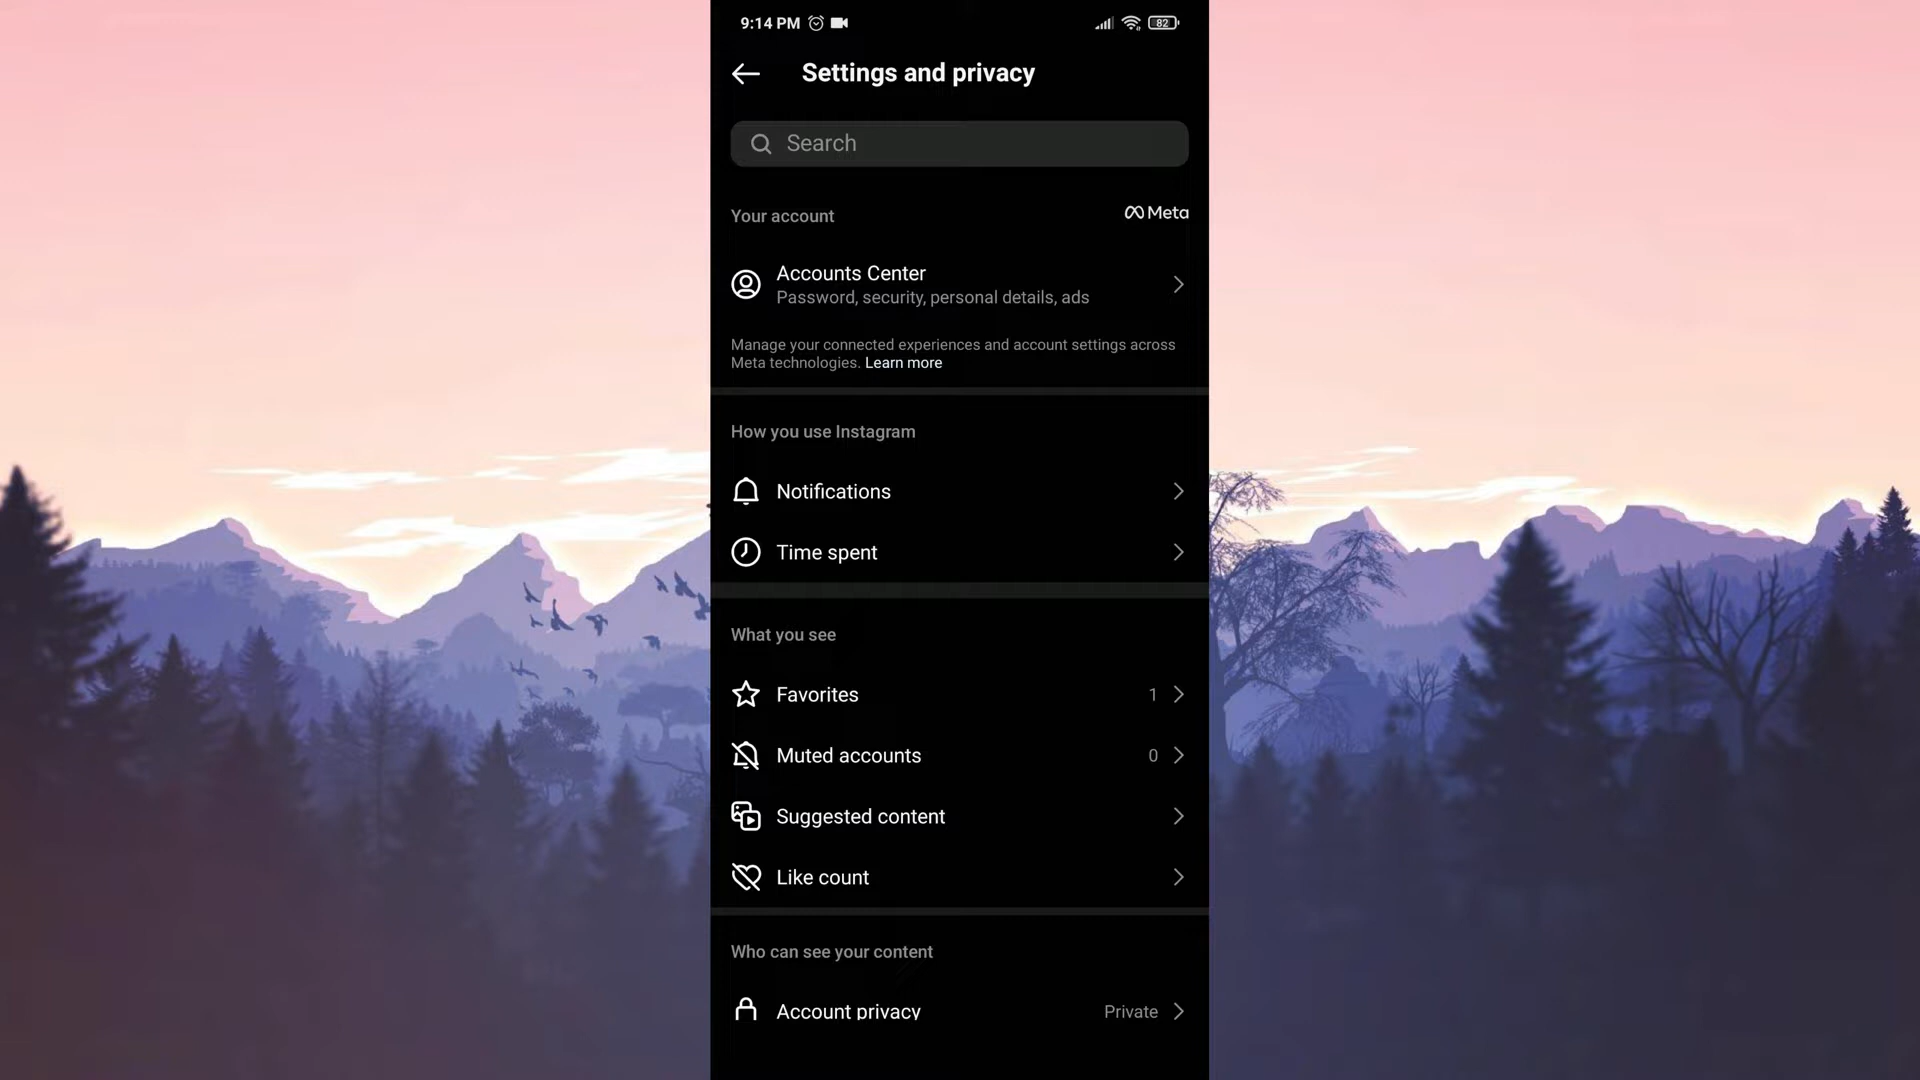 9:14 PM
82
Settings and privacy
Search
Your account
Meta
Accounts Center
Password, security, personal details, ads
Manage your connected experiences and account settings across
Meta technologies. Learn more
How you use Instagram
Notifications
Time spent
What you see
Favorites 1
Muted accounts 0
Suggested content
Like count
Who can see your content
Account privacy Private